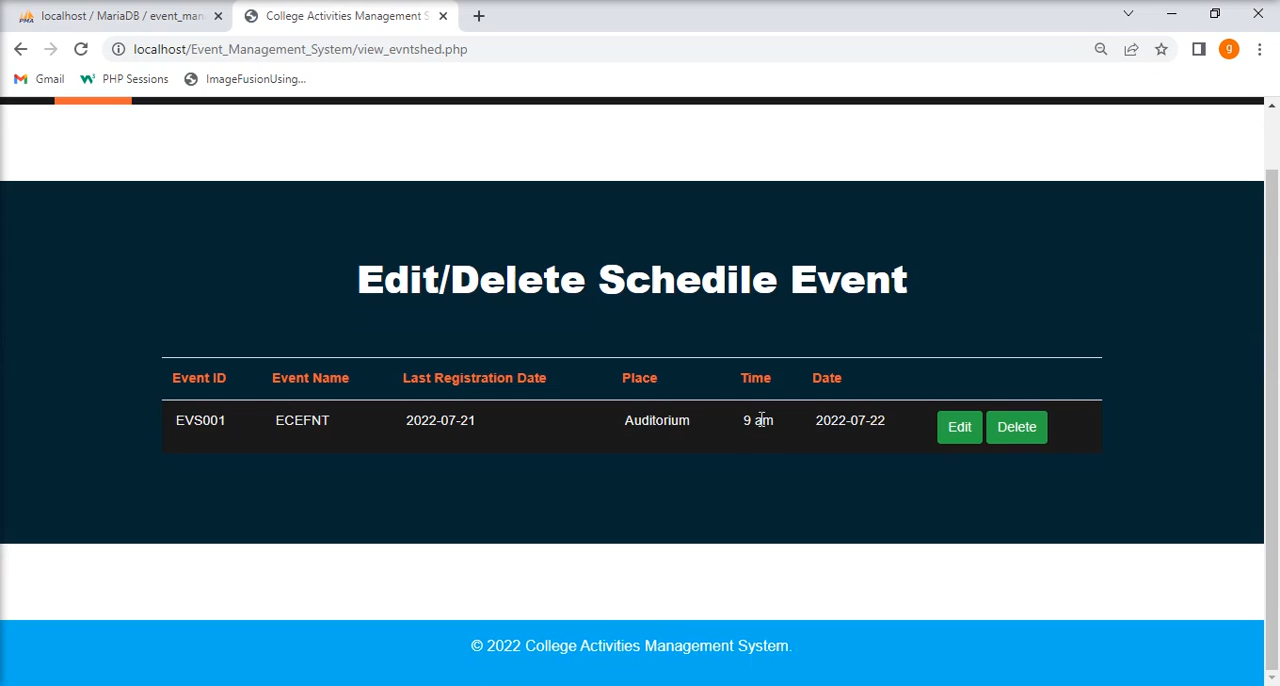 localhost / MariaDB / event_man
College Activities Management S
localhost/Event_Management_System/view_evntshed.php
g
Gmail
PHP Sessions
ImageFusionUsing...
Edit/Delete Schedile Event
Event ID Event Name Last Registration Date Place Time Date
EVS001 ECEFNT 2022-07-21 Auditorium 9 am 2022-07-22 Edit Delete
© 2022 College Activities Management System.